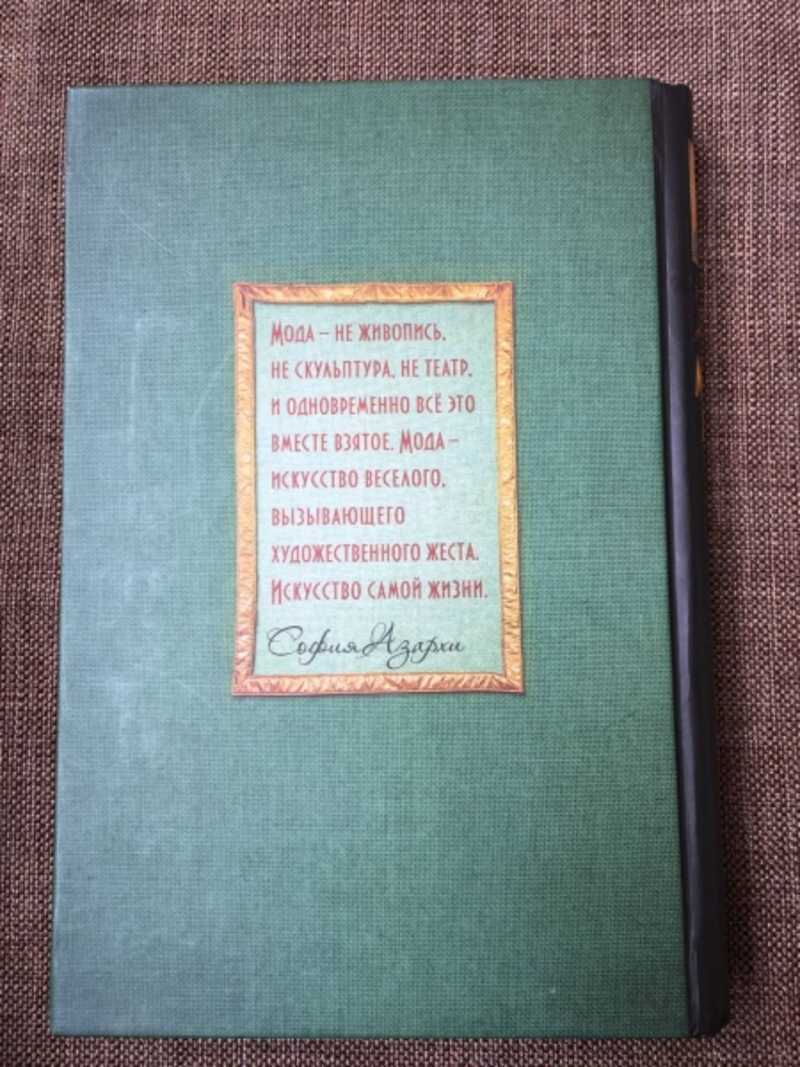 Мода – не живопись,
не скульптура, не театр,
и одновременно всё это
вместе взятое. Мода –
искусство веселого,
вызывающего
художественного жеста.
Искусство самой жизни.
София Азархи